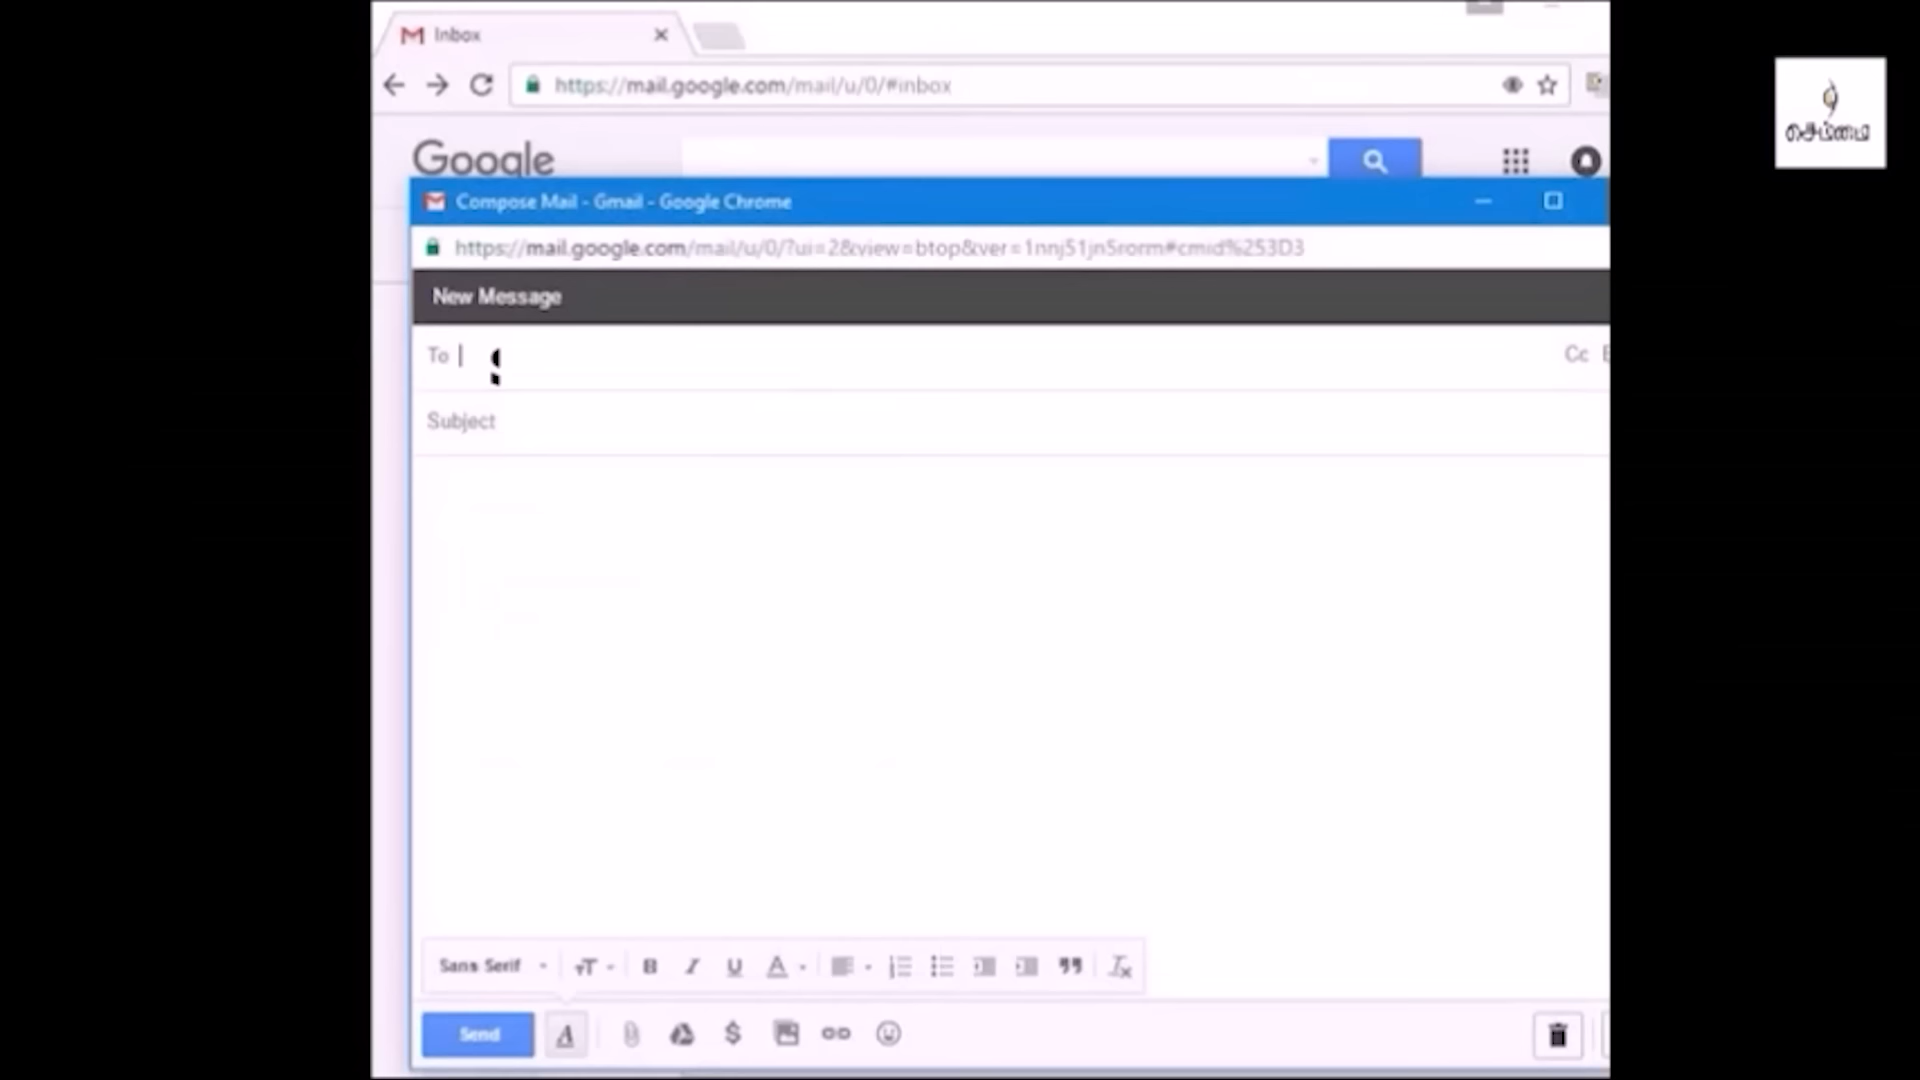 Inbox
https://mail.google.com/mail/u/0/#inbox
Google
செம்மை
Compose Mail - Gmail - Google Chrome
https://mail.google.com/mail/u/0/?ui=2&view=btop&ver=1nnj51jn5rorm#cmid%253D3
New Message
To
Cc
Subject
Sans Serif
Send